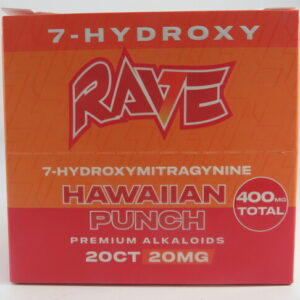 7-HYDROXY
RAVE
7-HYDROXYMITRAGYNINE
HAWAIIAN
PUNCH
400MG
TOTAL
PREMIUM ALKALOIDS
20CT 20MG